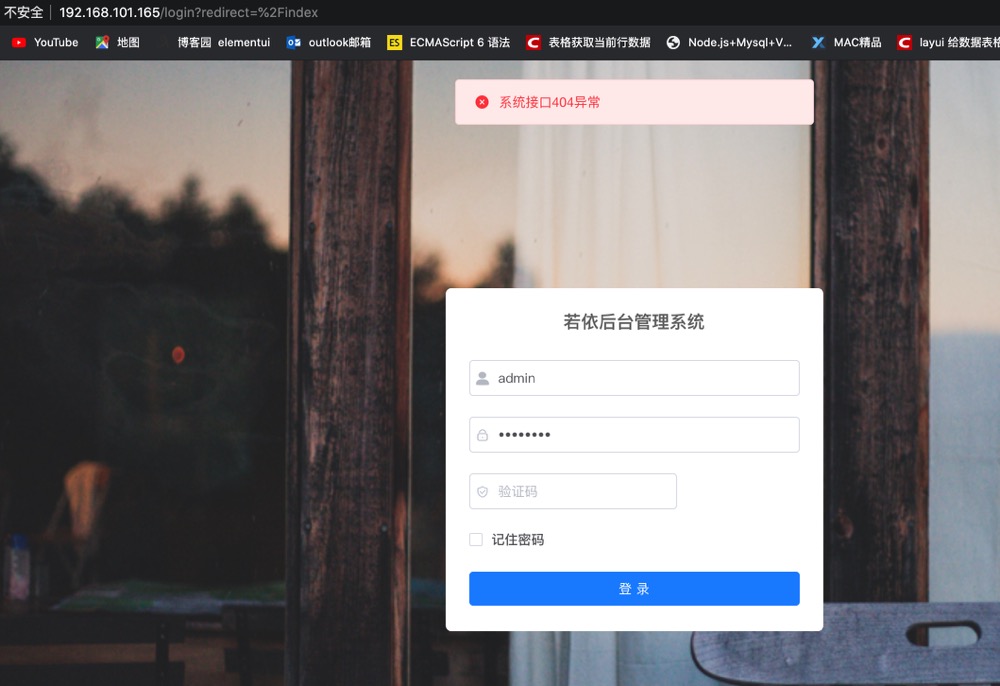 不安全 192.168.101.165/login?redirect=%2Findex
YouTube 地图 博客园 elementui outlook邮箱 ES ECMAScript 6 语法 C 表格获取当前行数据 Node.js+Mysql+V... MAC精品 C layui 给数据表格
系统接口404异常
若依后台管理系统
admin
验证码
记住密码
登 录